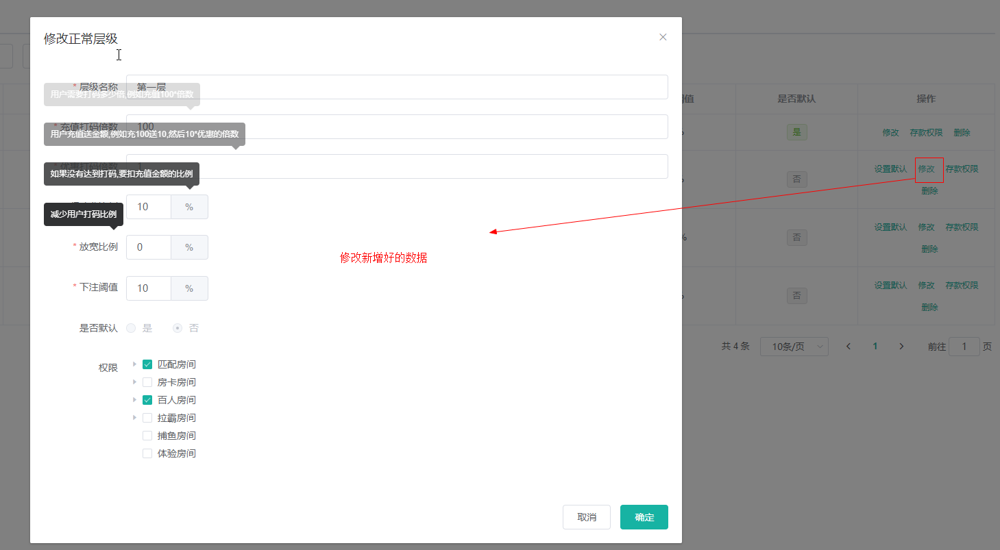 修改正常层级
* 层级名称
第一层
用户需要打码多少倍,例如充值100*倍数
* 充值打码倍数
100
用户充值送金额,例如充100送10,然后10*优惠的倍数
* 优惠打码倍数
1
如果没有达到打码,要扣充值金额的比例
10
%
减少用户打码比例
* 放宽比例
0
%
* 下注阈值
10
%
是否默认
是
否
权限
匹配房间
房卡房间
百人房间
拉霸房间
捕鱼房间
体验房间
取消
确定
修改新增好的数据
值
是否默认
操作
是
修改 存款权限 删除
否
设置默认 修改 存款权限
删除
%
否
设置默认 修改 存款权限
删除
否
设置默认 修改 存款权限
删除
共 4 条
10条/页
1
前往
1
页